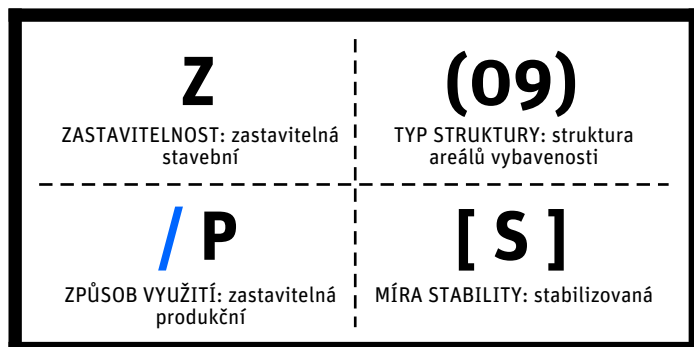 Z
ZASTAVITELNOST: zastavitelná
stavební
(09)
TYP STRUKTURY: struktura
areálů vybavenosti
/ P
ZPŮSOB VYUŽITÍ: zastavitelná
produkční
[ S ]
MÍRA STABILITY: stabilizovaná